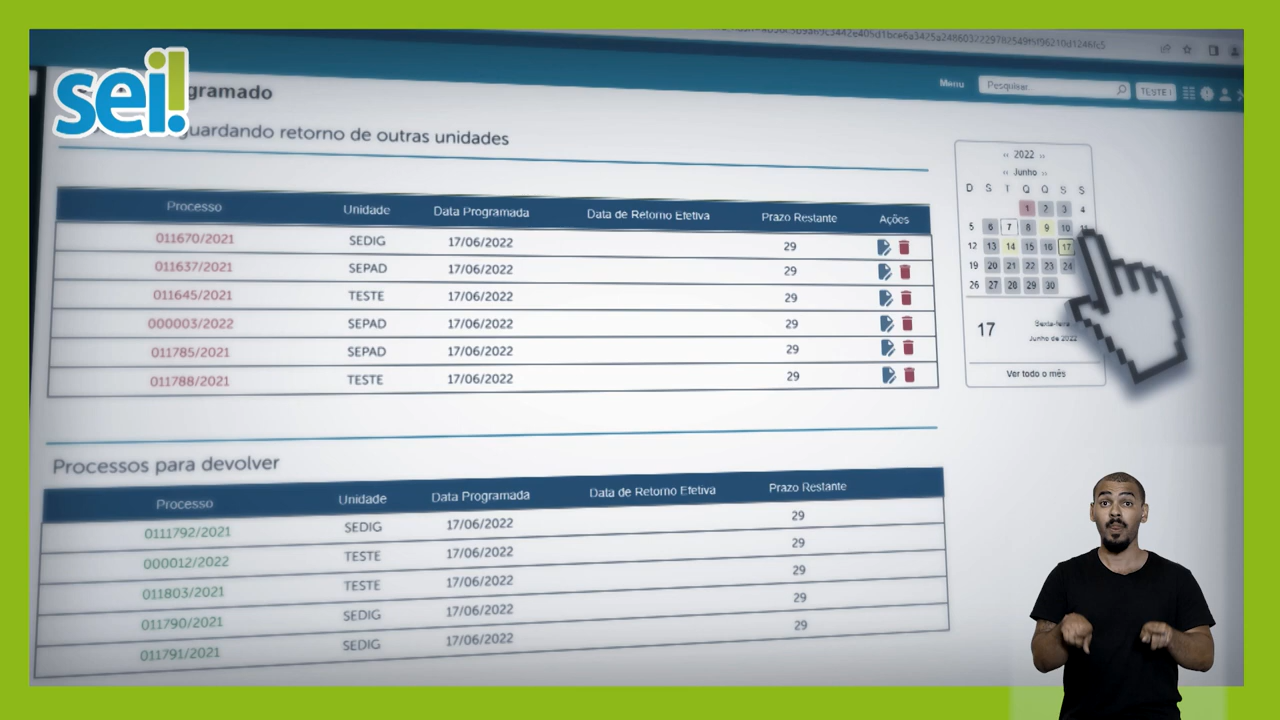 sei!
gramado
guardando retorno de outras unidades
Menu
Pesquisar
TESTE I
Processo Unidade Data Programada Data de Retorno Efetiva Prazo Restante Ações
011670/2021 SEDIG 17/06/2022 29
011637/2021 SEPAD 17/06/2022 29
011645/2021 TESTE 17/06/2022 29
000003/2022 SEPAD 17/06/2022 29
011785/2021 SEPAD 17/06/2022 29
011788/2021 TESTE 17/06/2022 29
‹‹ 2022 ››
‹‹ Junho ››
D S T Q Q S S
1 2 3 4
5 6 7 8 9 10
12 13 14 15 16 17
19 20 21 22 23 24
26 27 28 29 30
17 Sexta-feira
Junho de 2022
Ver todo o mês
Processos para devolver
Processo Unidade Data Programada Data de Retorno Efetiva Prazo Restante
0111792/2021 SEDIG 17/06/2022 29
000012/2022 TESTE 17/06/2022 29
011803/2021 TESTE 17/06/2022 29
011790/2021 SEDIG 17/06/2022 29
011791/2021 SEDIG 17/06/2022 29